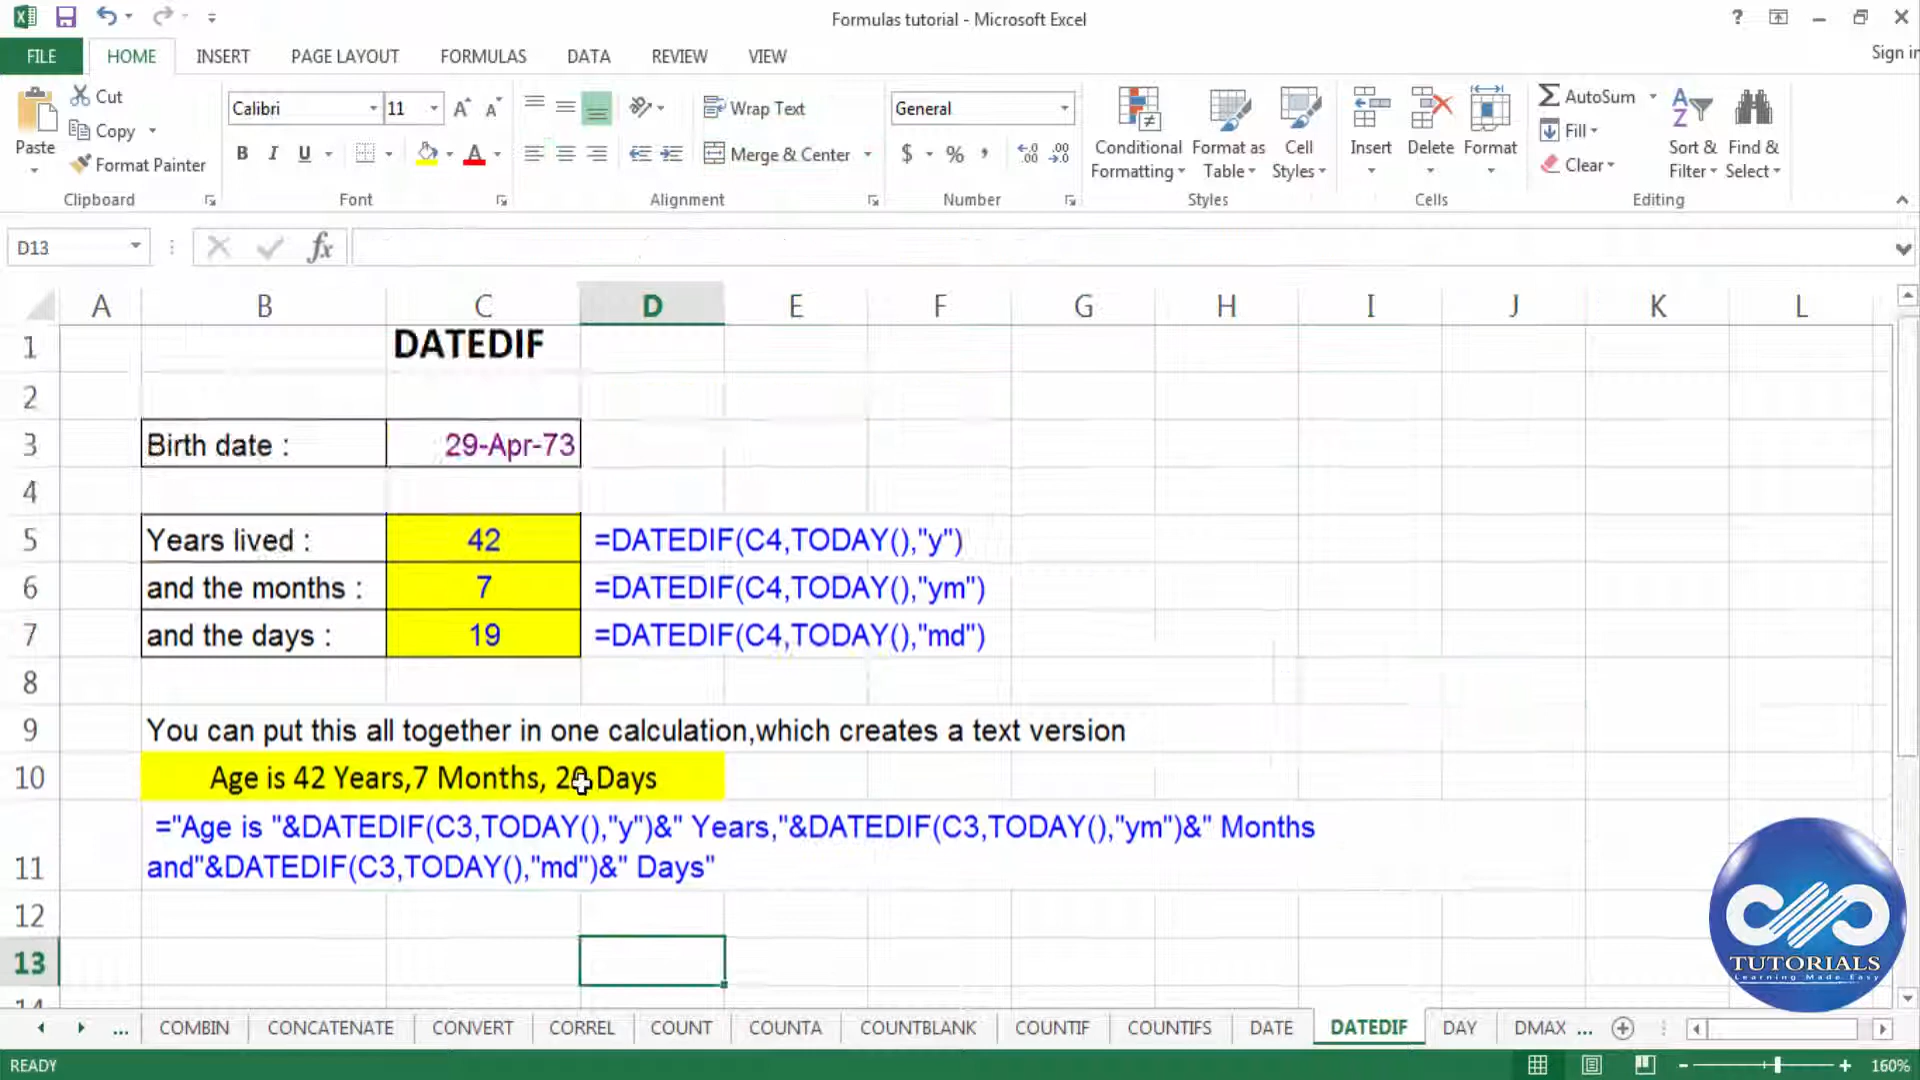 Formulas tutorial - Microsoft Excel
Sign in
FILE HOME INSERT PAGE LAYOUT FORMULAS DATA REVIEW VIEW
Cut
Copy
Format Painter
Paste
Clipboard
Calibri 11
B I U
Font
Wrap Text
Merge & Center
Alignment
General
$ % ,
Number
Conditional Formatting
Format as Table
Cell Styles
Styles
Insert Delete Format
Cells
AutoSum
Fill
Clear
Sort & Filter
Find & Select
Editing
D13
fx
A B C D E F G H I J K L
1 DATEDIF
2
3 Birth date : 29-Apr-73
4
5 Years lived : 42 =DATEDIF(C4,TODAY(),"y")
6 and the months : 7 =DATEDIF(C4,TODAY(),"ym")
7 and the days : 19 =DATEDIF(C4,TODAY(),"md")
8
9 You can put this all together in one calculation,which creates a text version
10 Age is 42 Years,7 Months, Days
="Age is "&DATEDIF(C3,TODAY(),"y")&" Years,"&DATEDIF(C3,TODAY(),"ym")&" Months
11 and"&DATEDIF(C3,TODAY(),"md")&" Days"
12
13
TUTORIALS
Learning Made Easy
... COMBIN CONCATENATE CONVERT CORREL COUNT COUNTA COUNTBLANK COUNTIF COUNTIFS DATE DATEDIF DAY DMAX ...
READY
160%